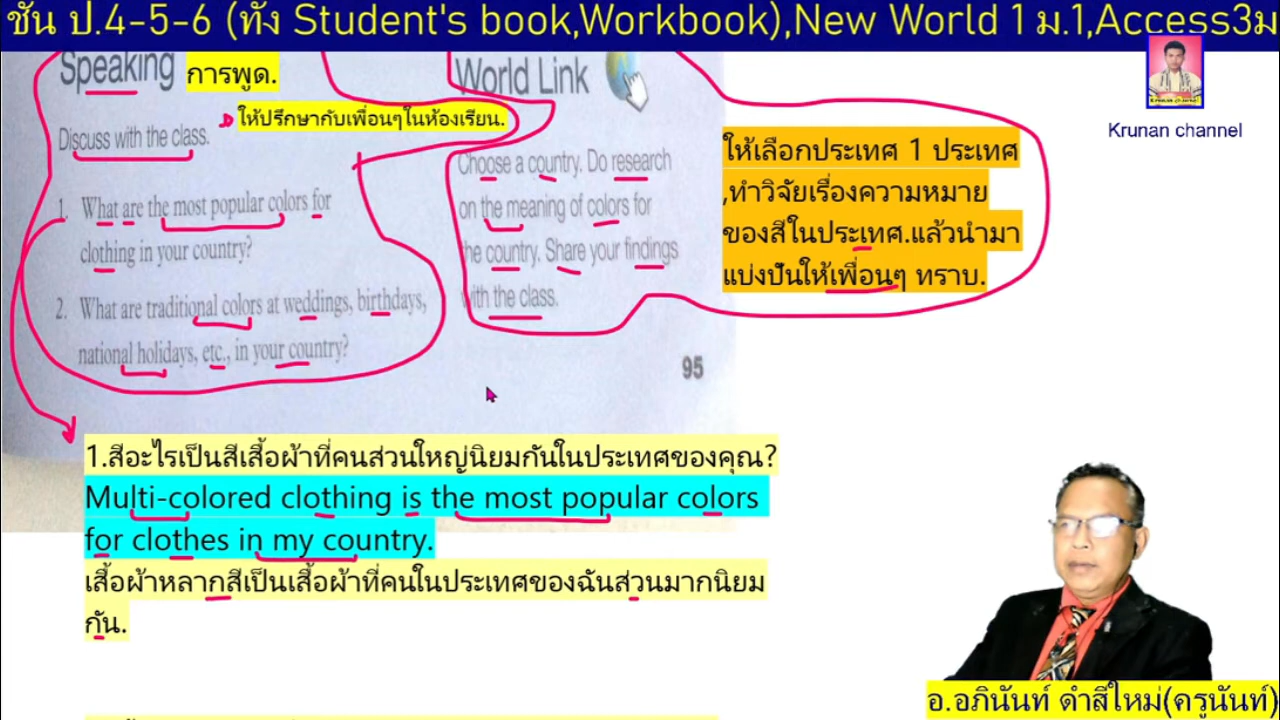 ชั้น ป.4-5-6 (ทั้ง Student's book,Workbook),New World 1 ม.1,Access3ม
Krunan channel
Speaking การพูด.
Discuss with the class.
ให้ปรึกษากับเพื่อนๆในห้องเรียน.
1. What are the most popular colors for
clothing in your country?
2. What are traditional colors at weddings, birthdays,
national holidays, etc., in your country?
World Link
Choose a country. Do research
on the meaning of colors for
the country. Share your findings
with the class.
95
ให้เลือกประเทศ 1 ประเทศ
,ทำวิจัยเรื่องความหมาย
ของสีในประเทศ.แล้วนำมา
แบ่งปันให้เพื่อนๆ ทราบ.
1.สีอะไรเป็นสีเสื้อผ้าที่คนส่วนใหญ่นิยมกันในประเทศของคุณ?
Multi-colored clothing is the most popular colors
for clothes in my country.
เสื้อผ้าหลากสีเป็นเสื้อผ้าที่คนในประเทศของฉันส่วนมากนิยม
กัน.
อ.อภินันท์ ดำสีใหม่(ครูนันท์)